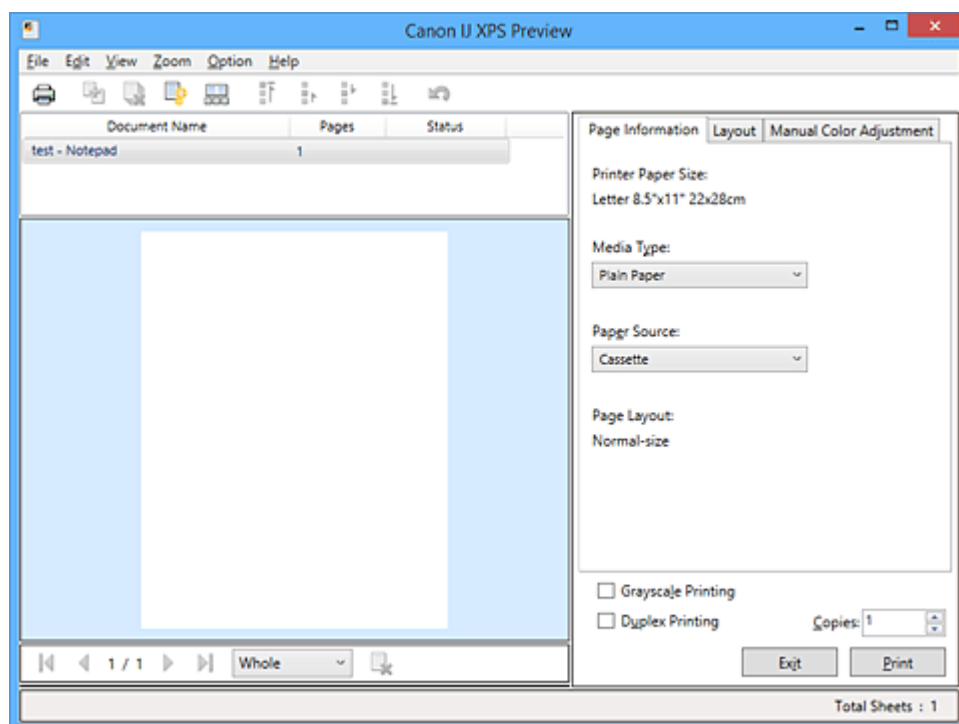 Canon IJ XPS Preview
File Edit View Zoom Option Help
Document Name Pages Status
test - Notepad 1
Page Information Layout Manual Color Adjustment
Printer Paper Size:
Letter 8.5"x11" 22x28cm
Media Type:
Plain Paper
Paper Source:
Cassette
Page Layout:
Normal-size
Grayscale Printing
Duplex Printing Copies: 1
1 / 1 Whole Exit Print
Total Sheets : 1